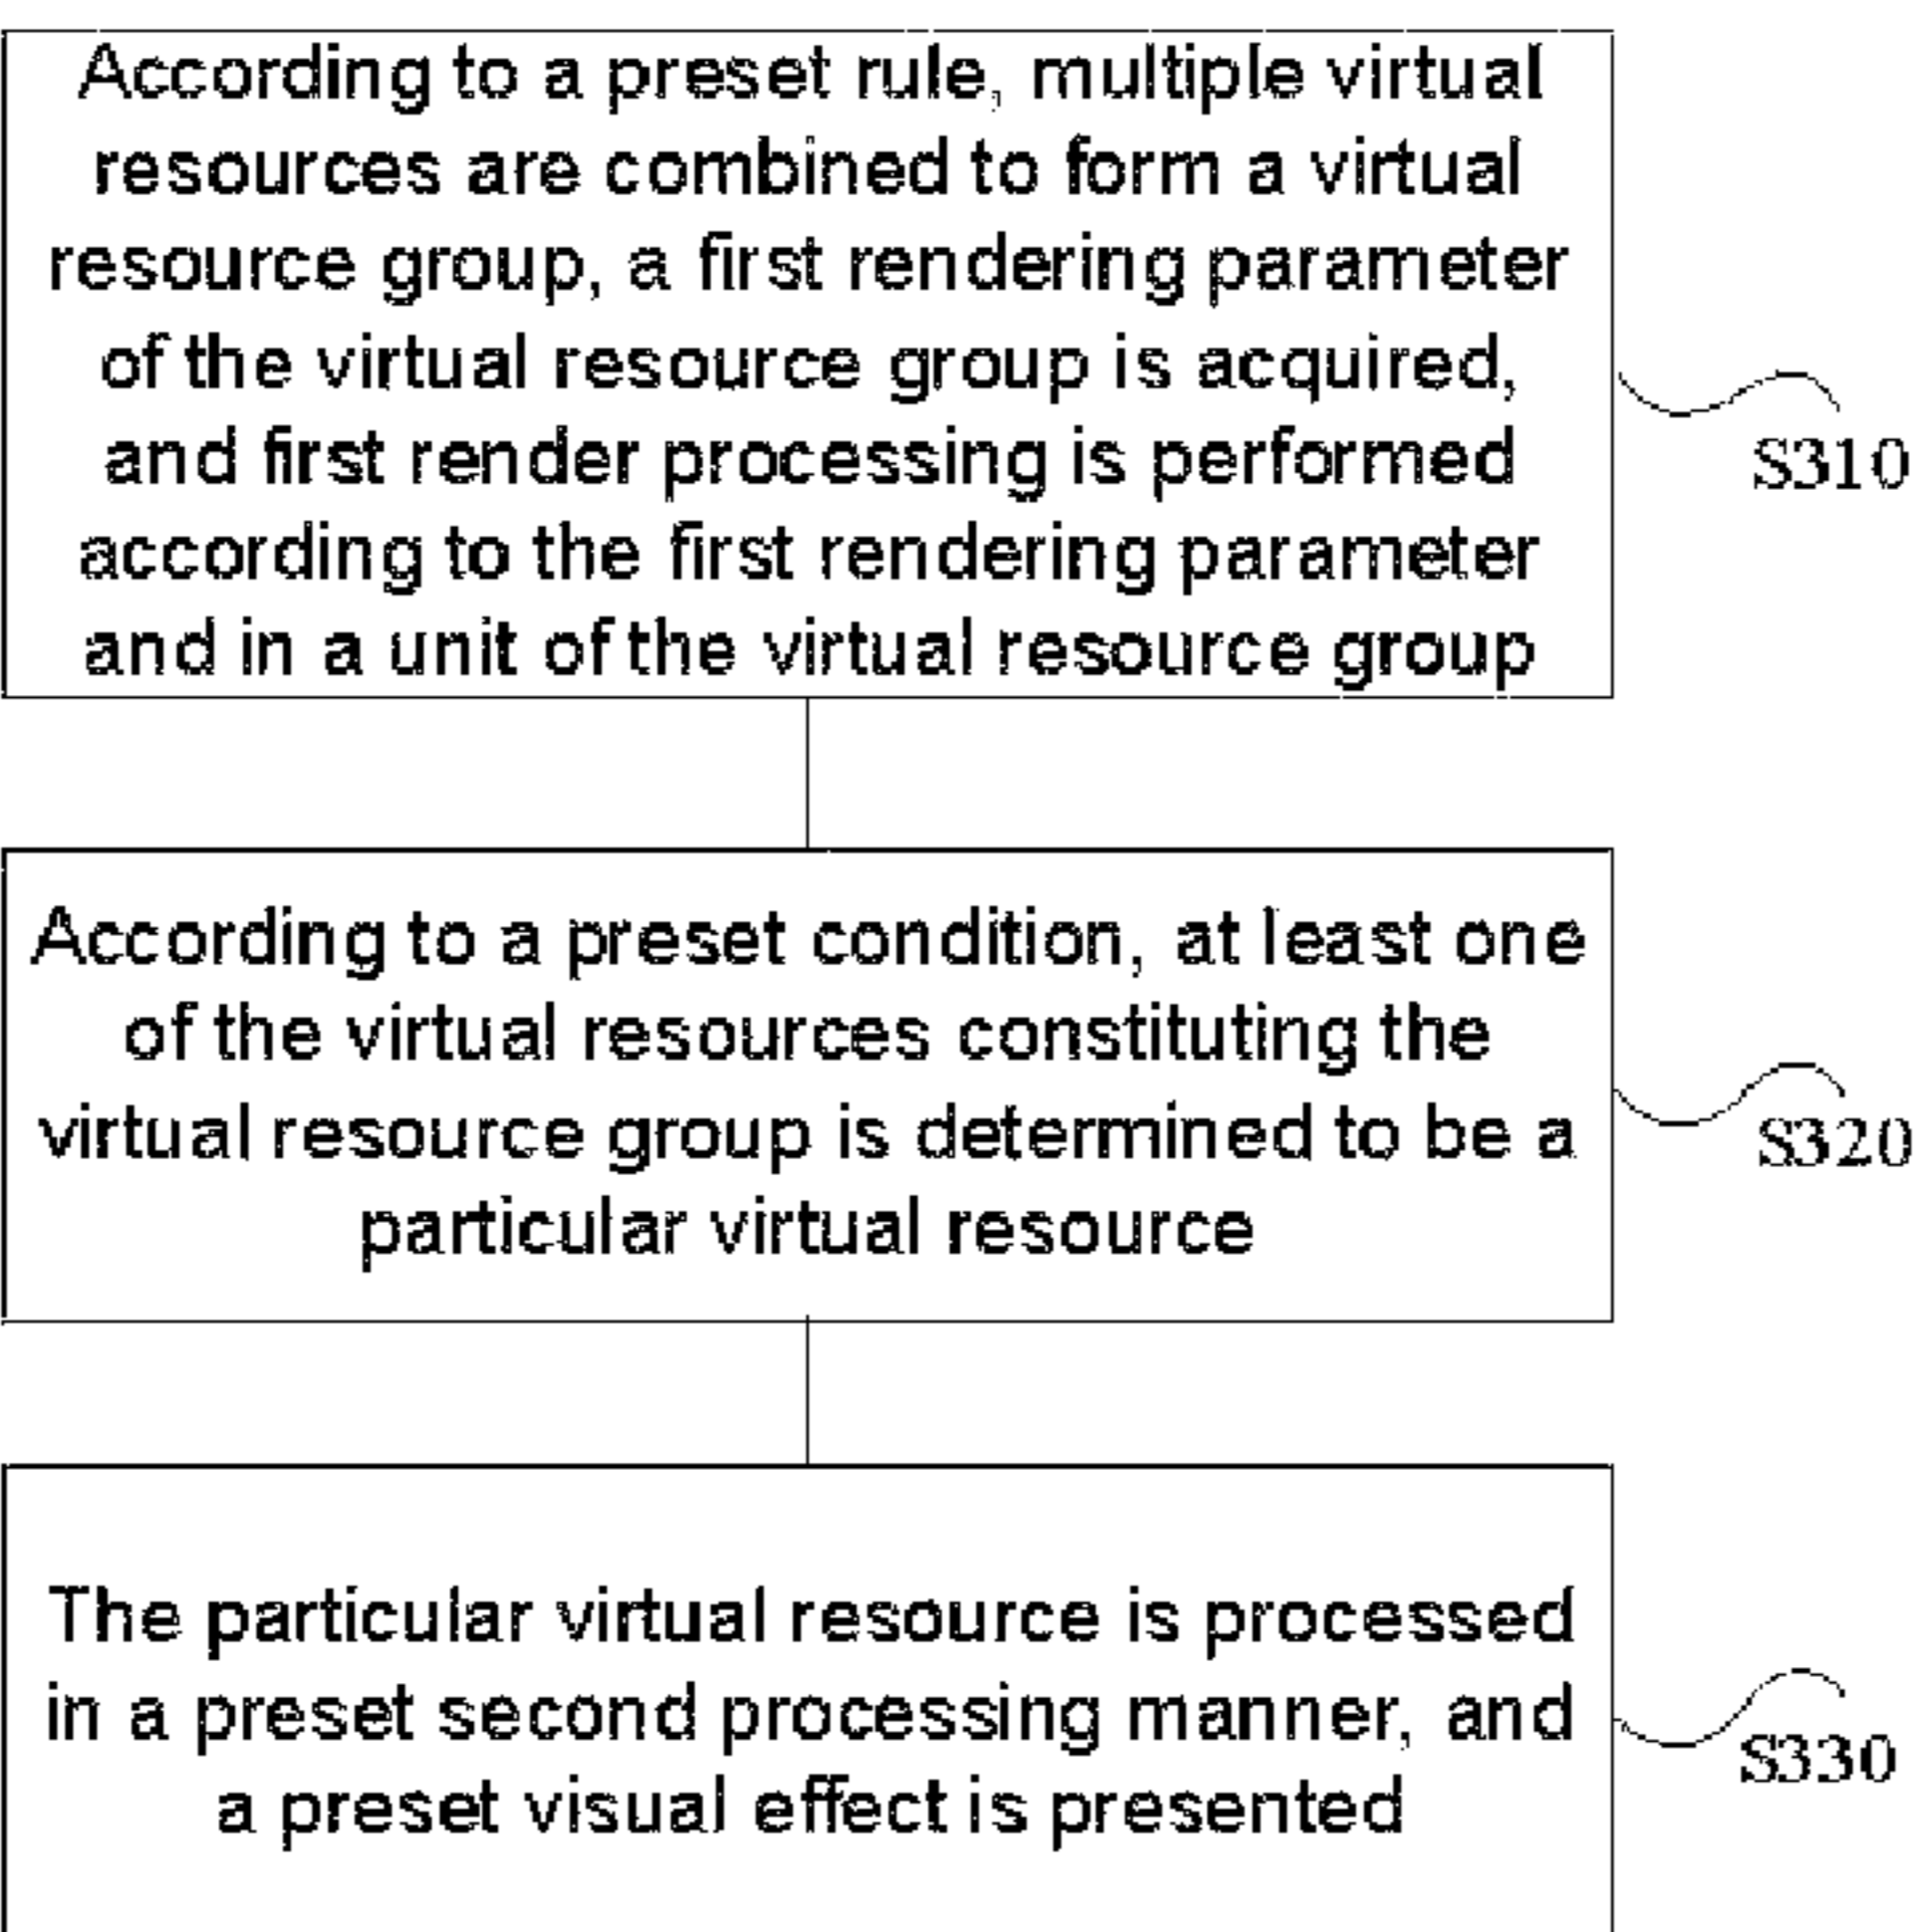 According to a preset rule, multiple virtual
resources are combined to form a virtual
resource group, a first rendering parameter
of the virtual resource group is acquired,
and first render processing is performed
according to the first rendering parameter
and in a unit of the virtual resource group
S310
According to a preset condition, at least one
of the virtual resources constituting the
virtual resource group is determined to be a
particular virtual resource
S320
The particular virtual resource is processed
in a preset second processing manner, and
a preset visual effect is presented
S330